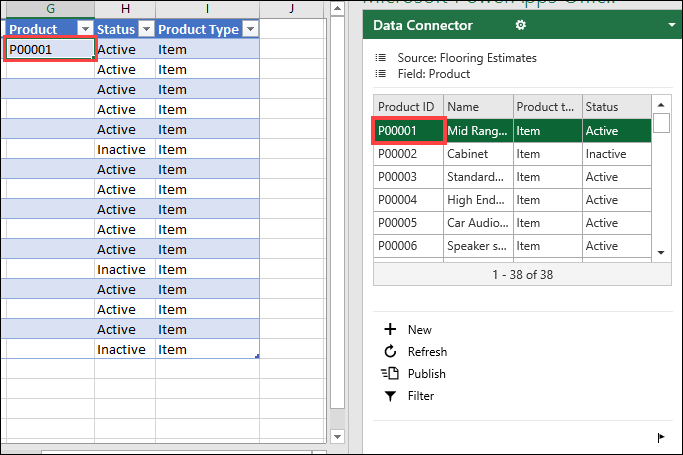 G H I J
Product Status Product Type
P00001 Active Item
Active Item
Active Item
Active Item
Active Item
Inactive Item
Active Item
Active Item
Active Item
Active Item
Active Item
Inactive Item
Active Item
Active Item
Active Item
Inactive Item
Data Connector
Source: Flooring Estimates
Field: Product
Product ID Name Product t... Status
P00001 Mid Rang... Item Active
P00002 Cabinet Item Inactive
P00003 Standard... Item Active
P00004 High End... Item Active
P00005 Car Audio... Item Active
P00006 Speaker s... Item Active
1 - 38 of 38
New
Refresh
Publish
Filter